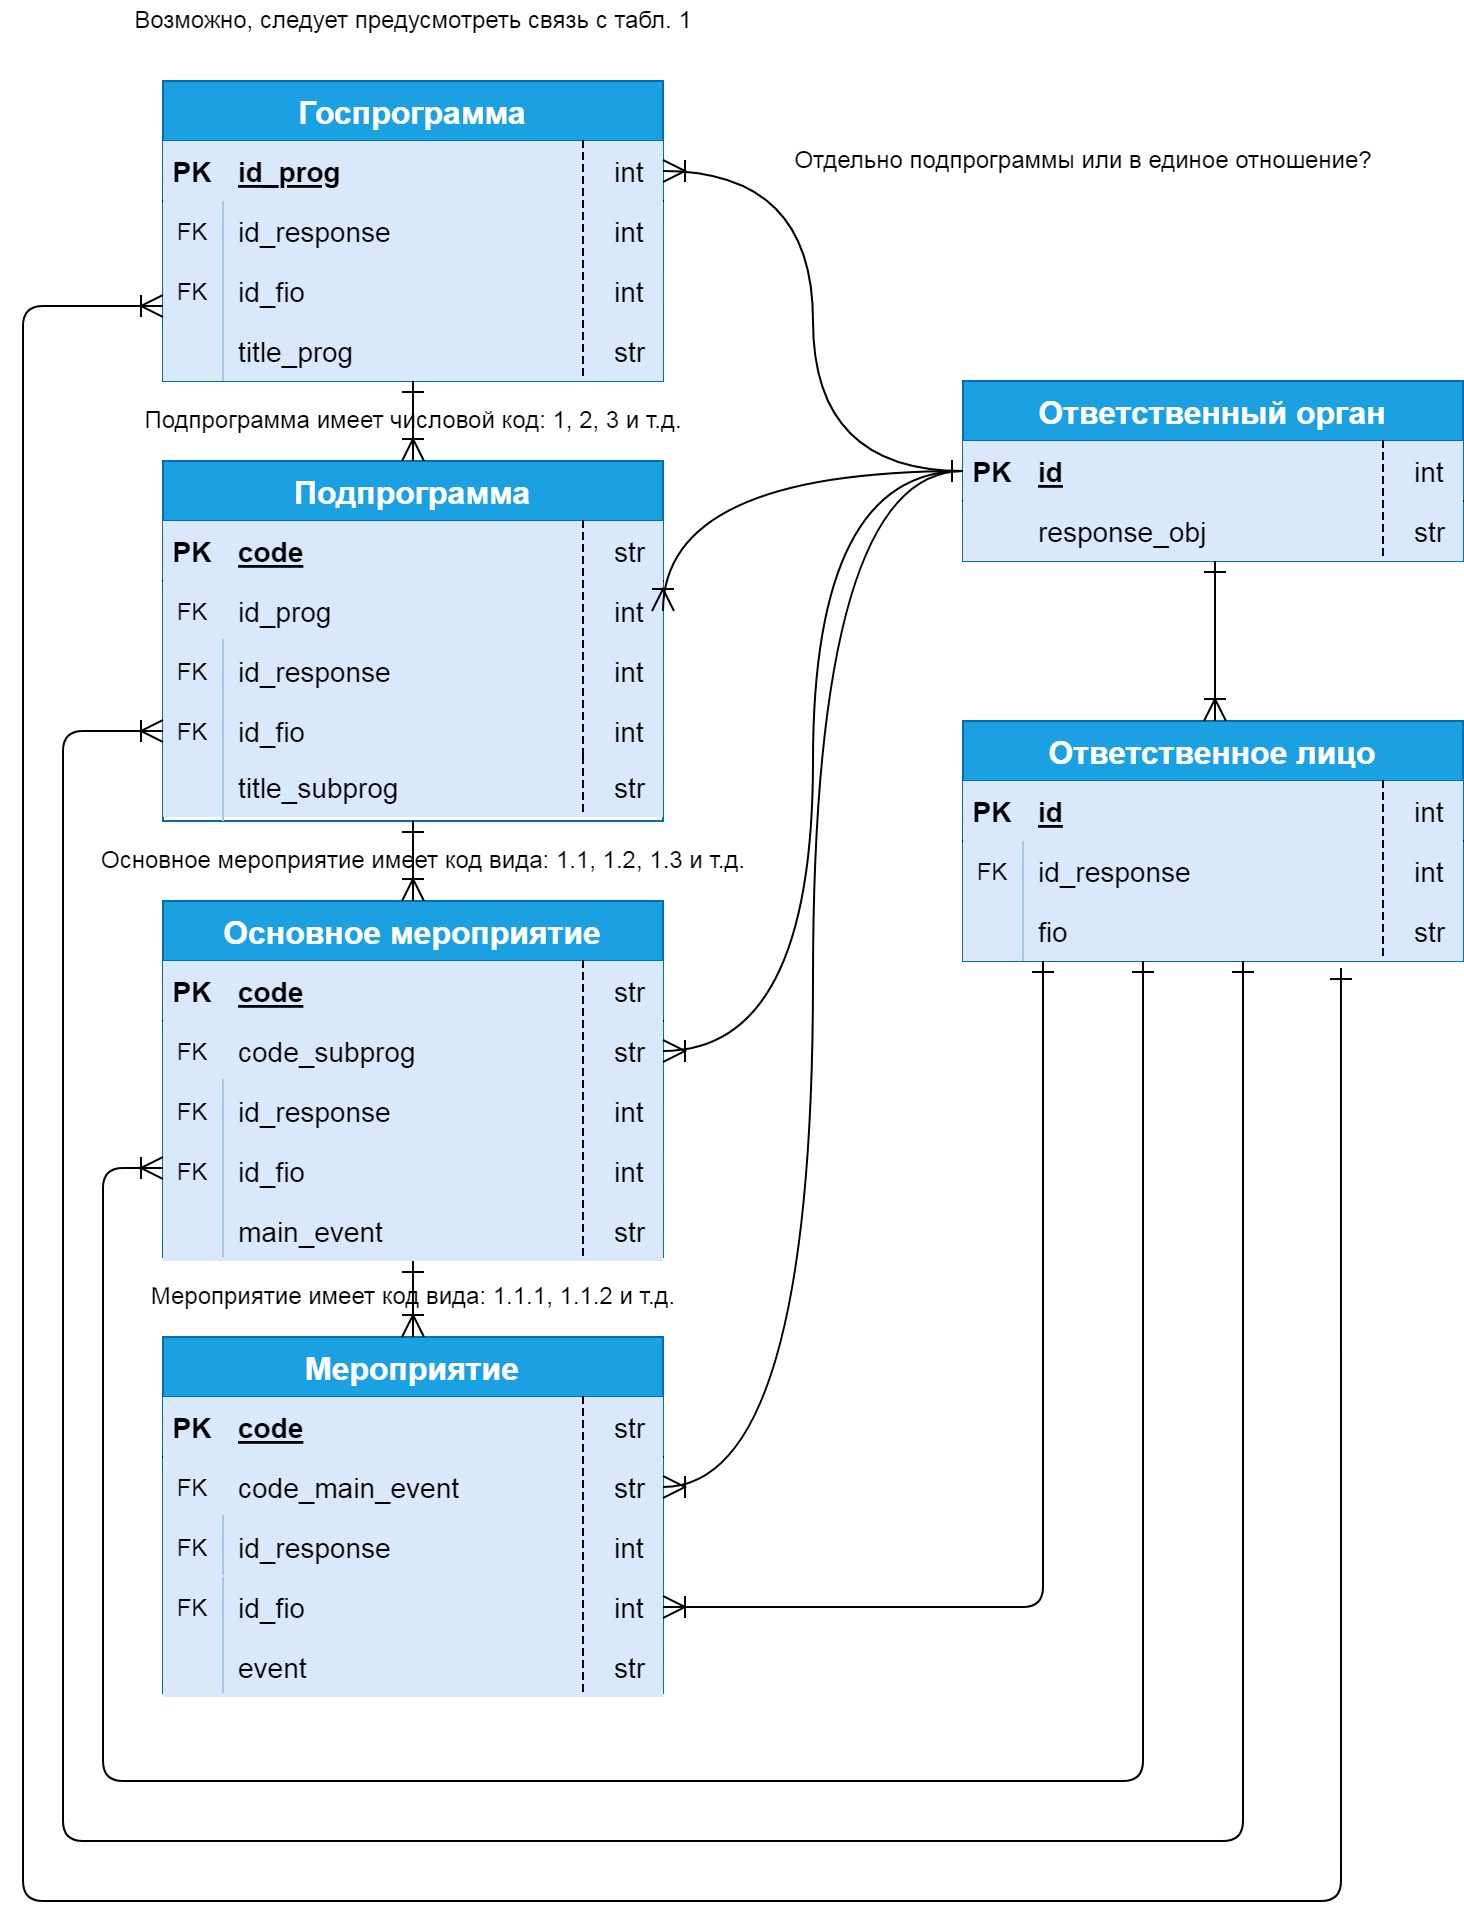 Возможно, следует предусмотреть связь с табл. 1
Госпрограмма
PK id_prog int
FK id_response int
FK id_fio int
title_prog str
Отдельно подпрограммы или в единое отношение?
Подпрограмма имеет числовой код: 1, 2, 3 и т.д.
Подпрограмма
PK code str
FK id_prog int
FK id_response int
FK id_fio int
title_subprog str
Основное мероприятие имеет код вида: 1.1, 1.2, 1.3 и т.д.
Основное мероприятие
PK code str
FK code_subprog str
FK id_response int
FK id_fio int
main_event str
Мероприятие имеет код вида: 1.1.1, 1.1.2 и т.д.
Мероприятие
PK code str
FK code_main_event str
FK id_response int
FK id_fio int
event str
Ответственный орган
PK id int
response_obj str
Ответственное лицо
PK id int
FK id_response int
fio str